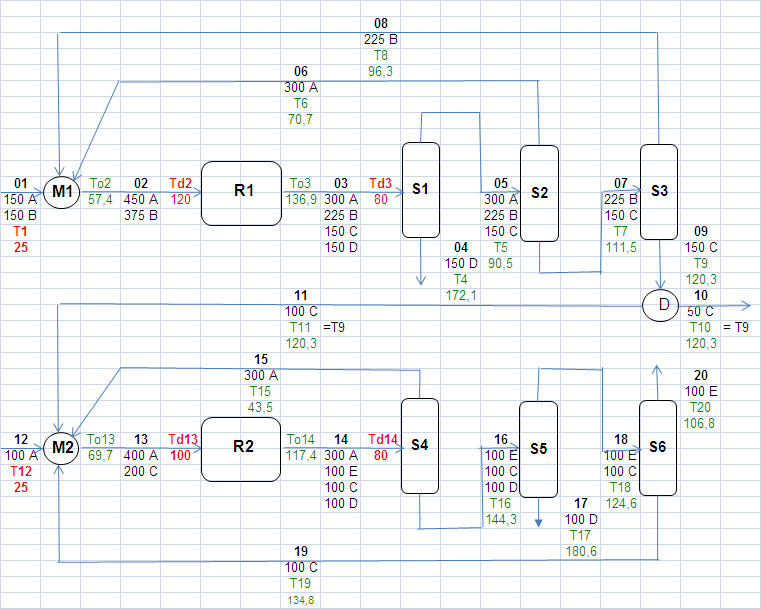 08
225 B
T8
96,3
06
300 A
T6
70,7
01
150 A
150 B
T1
25
M1
To2
57,4
02
450 A
375 B
Td2
120
R1
To3
136,9
03
300 A
225 B
150 C
150 D
Td3
80
S1
04
150 D
T4
172,1
05
300 A
225 B
150 C
T5
90,5
S2
07
225 B
150 C
T7
111,5
S3
09
150 C
T9
120,3
D
10
50 C
T10 = T9
120,3
11
100 C
T11 =T9
120,3
15
300 A
T15
43,5
12
100 A
T12
25
M2
To13
69,7
13
400 A
200 C
Td13
100
R2
To14
117,4
14
300 A
100 E
100 C
100 D
Td14
80
S4
16
100 E
100 C
100 D
T16
144,3
S5
17
100 D
T17
180,6
18
100 E
100 C
T18
124,6
S6
20
100 E
T20
106,8
19
100 C
T19
134,8